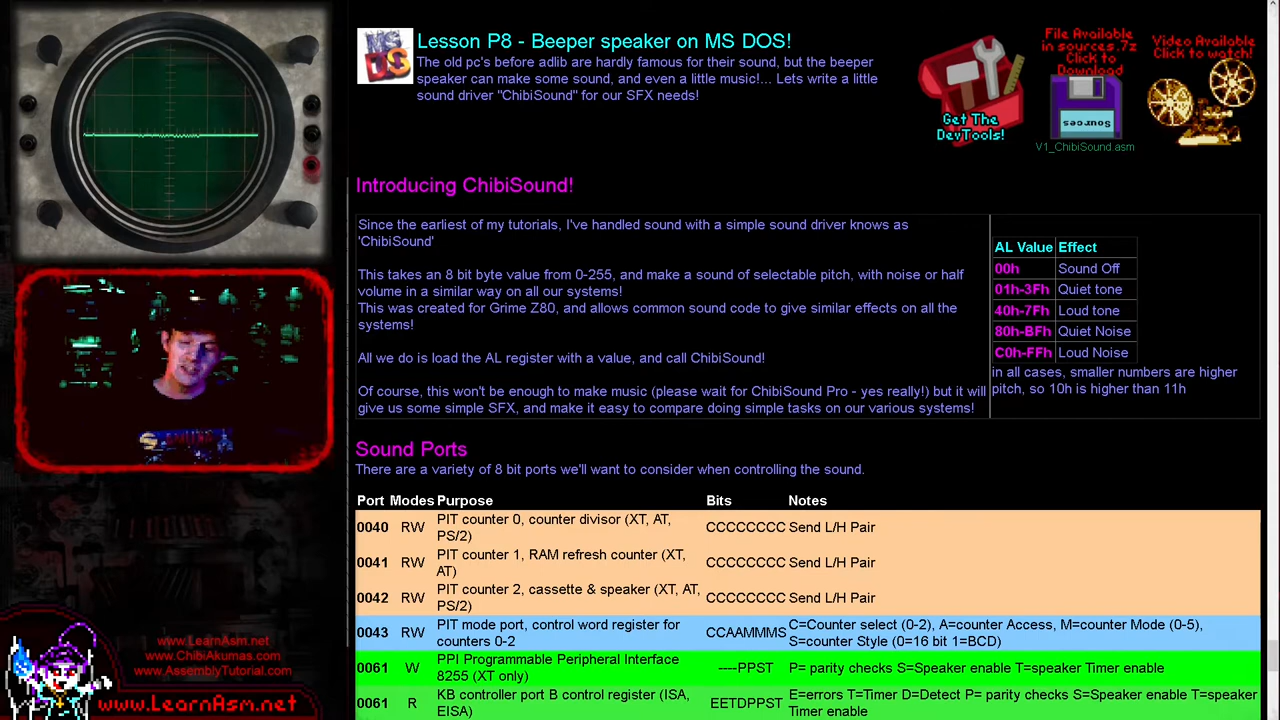 Lesson P8 - Beeper speaker on MS DOS!
The old pc's before adlib are hardly famous for their sound, but the beeper
speaker can make some sound, and even a little music!... Lets write a little
sound driver "ChibiSound" for our SFX needs!
MS
DOS
Get The
DevTools!
File Available
in sources.7z
Click to
Download
Sources
V1_ChibiSound.asm
Video Available
Click to watch!
Introducing ChibiSound!
Since the earliest of my tutorials, I've handled sound with a simple sound driver knows as
'ChibiSound'
This takes an 8 bit byte value from 0-255, and make a sound of selectable pitch, with noise or half
volume in a similar way on all our systems!
This was created for Grime Z80, and allows common sound code to give similar effects on all the
systems!
All we do is load the AL regiser with a value, and call ChibiSound!
Of course, this won't be enough to make music (please wait for ChibiSound Pro - yes really!) but it will
give us some simple SFX, and make it easy to compare doing simple tasks on our various systems!
AL Value Effect
00h Sound Off
01h-3Fh Quiet tone
40h-7Fh Loud tone
80h-BFh Quiet Noise
C0h-FFh Loud Noise
in all cases, smaller numbers are higher
pitch, so 10h is higher than 11h
Sound Ports
There are a variety of 8 bit ports we'll want to consider when controlling the sound.
Port Modes Purpose Bits Notes
0040 RW PIT counter 0, counter divisor (XT, AT, PS/2) CCCCCCCC Send L/H Pair
0041 RW PIT counter 1, RAM refresh counter (XT, AT) CCCCCCCC Send L/H Pair
0042 RW PIT counter 2, cassette & speaker (XT, AT, PS/2) CCCCCCCC Send L/H Pair
0043 RW PIT mode port, control word register for counters 0-2 CCAAMMMS C=Counter select (0-2), A=counter Access, M=counter Mode (0-5), S=counter Style (0=16 bit 1=BCD)
0061 W PPI Programmable Peripheral Interface 8255 (XT only) ----PPST P= parity checks S=Speaker enable T=speaker Timer enable
0061 R KB controller port B control register (ISA, EISA) EETDPPST E=errors T=Timer D=Detect P= parity checks S=Speaker enable T=speaker Timer enable
www.LearnAsm.net
www.ChibiAkumas.com
www.AssemblyTutorial.com
www.LearnAsm.net